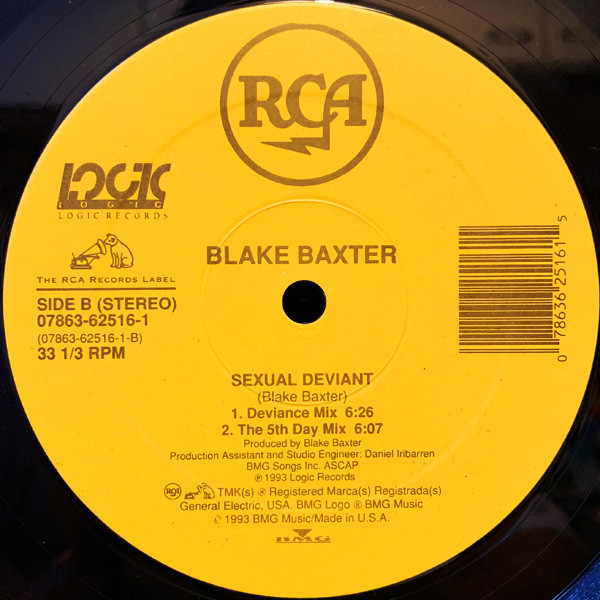 RCA
LOGIC
LOGIC
LOGIC RECORDS
BLAKE BAXTER
THE RCA RECORDS LABEL
SIDE B (STEREO)
07863-62516-1
(07863-62516-1-B)
33 1/3 RPM
0 78636 25161 5
SEXUAL DEVIANT
(Blake Baxter)
1. Deviance Mix 6:26
2. The 5th Day Mix 6:07
Produced by Blake Baxter
Production Assistant and Studio Engineer: Daniel Iribarren
BMG Songs Inc. ASCAP
℗ 1993 Logic Records
RCA TMK(s) ® Registered Marca(s) Registrada(s)
General Electric, USA. BMG Logo ® BMG Music
© 1993 BMG Music/Made in U.S.A.
BMG